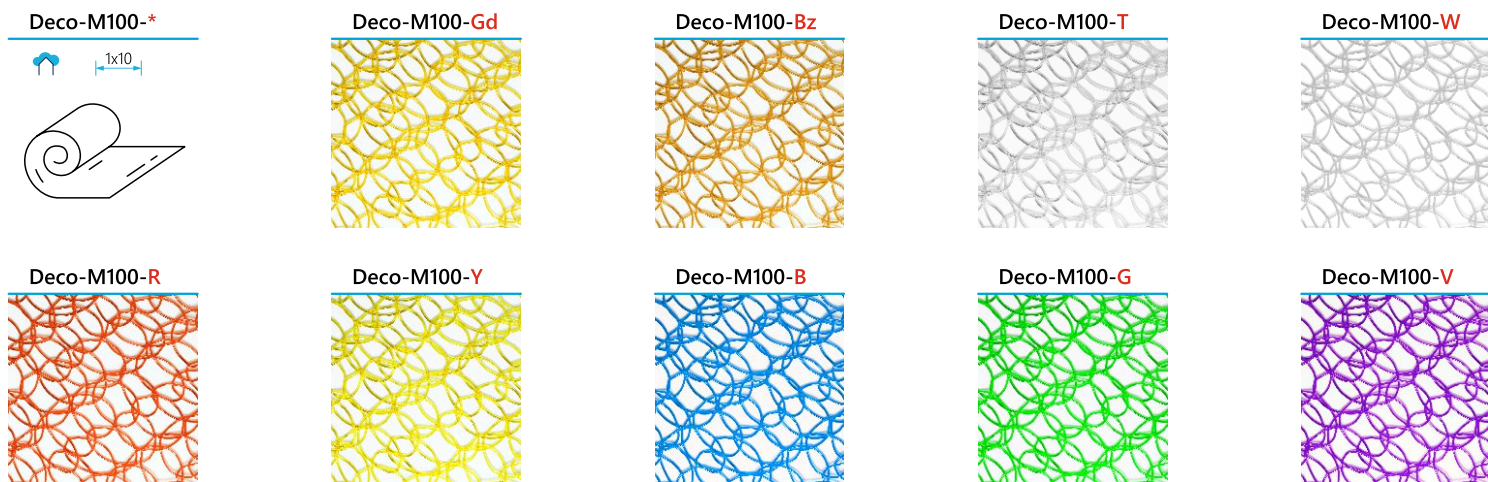 Deco-M100-*
Deco-M100-Gd
Deco-M100-Bz
Deco-M100-T
Deco-M100-W
1x10
Deco-M100-R
Deco-M100-Y
Deco-M100-B
Deco-M100-G
Deco-M100-V